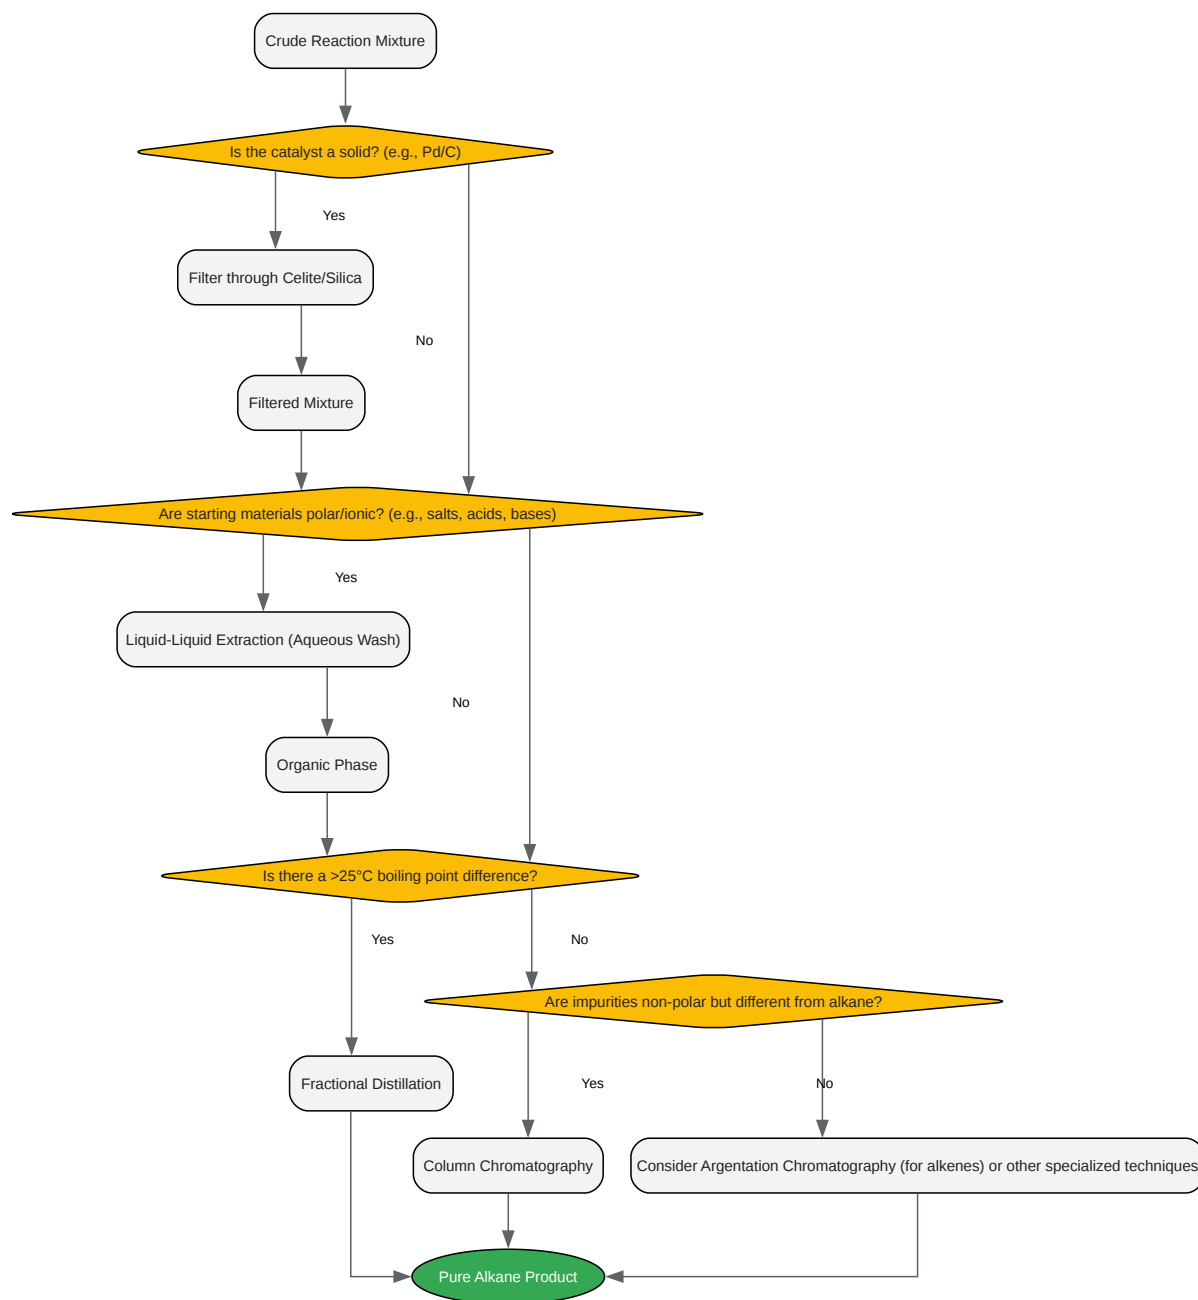 Crude Reaction Mixture
Is the catalyst a solid? (e.g., Pd/C)
Yes
Filter through Celite/Silica
No
Filtered Mixture
Are starting materials polar/ionic? (e.g., salts, acids, bases)
Yes
Liquid-Liquid Extraction (Aqueous Wash)
No
Organic Phase
Is there a >25°C boiling point difference?
Yes
No
Are impurities non-polar but different from alkane?
Fractional Distillation
Yes
No
Column Chromatography
Consider Argentation Chromatography (for alkenes) or other specialized techniques
Pure Alkane Product